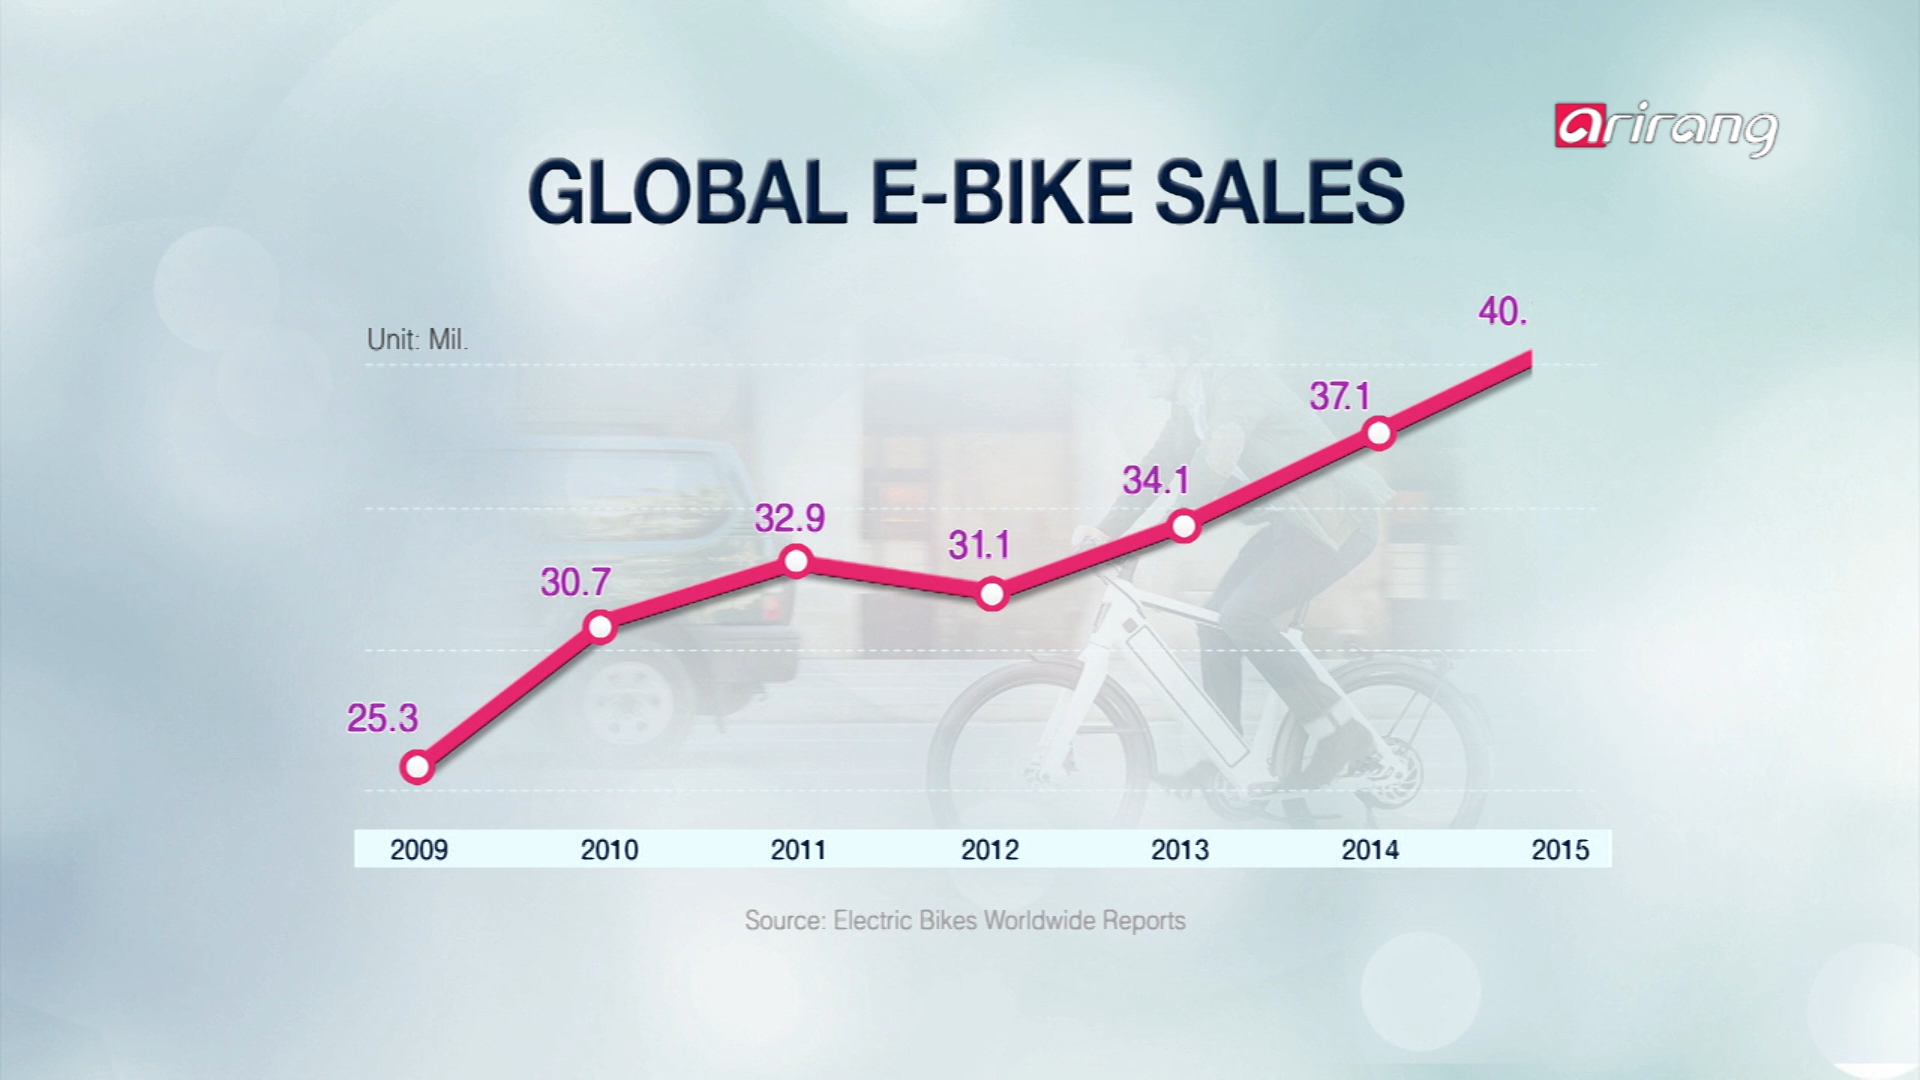 arirang
GLOBAL E-BIKE SALES
Unit: Mil.
25.3
30.7
32.9
31.1
34.1
37.1
40.
2009 2010 2011 2012 2013 2014 2015
Source: Electric Bikes Worldwide Reports